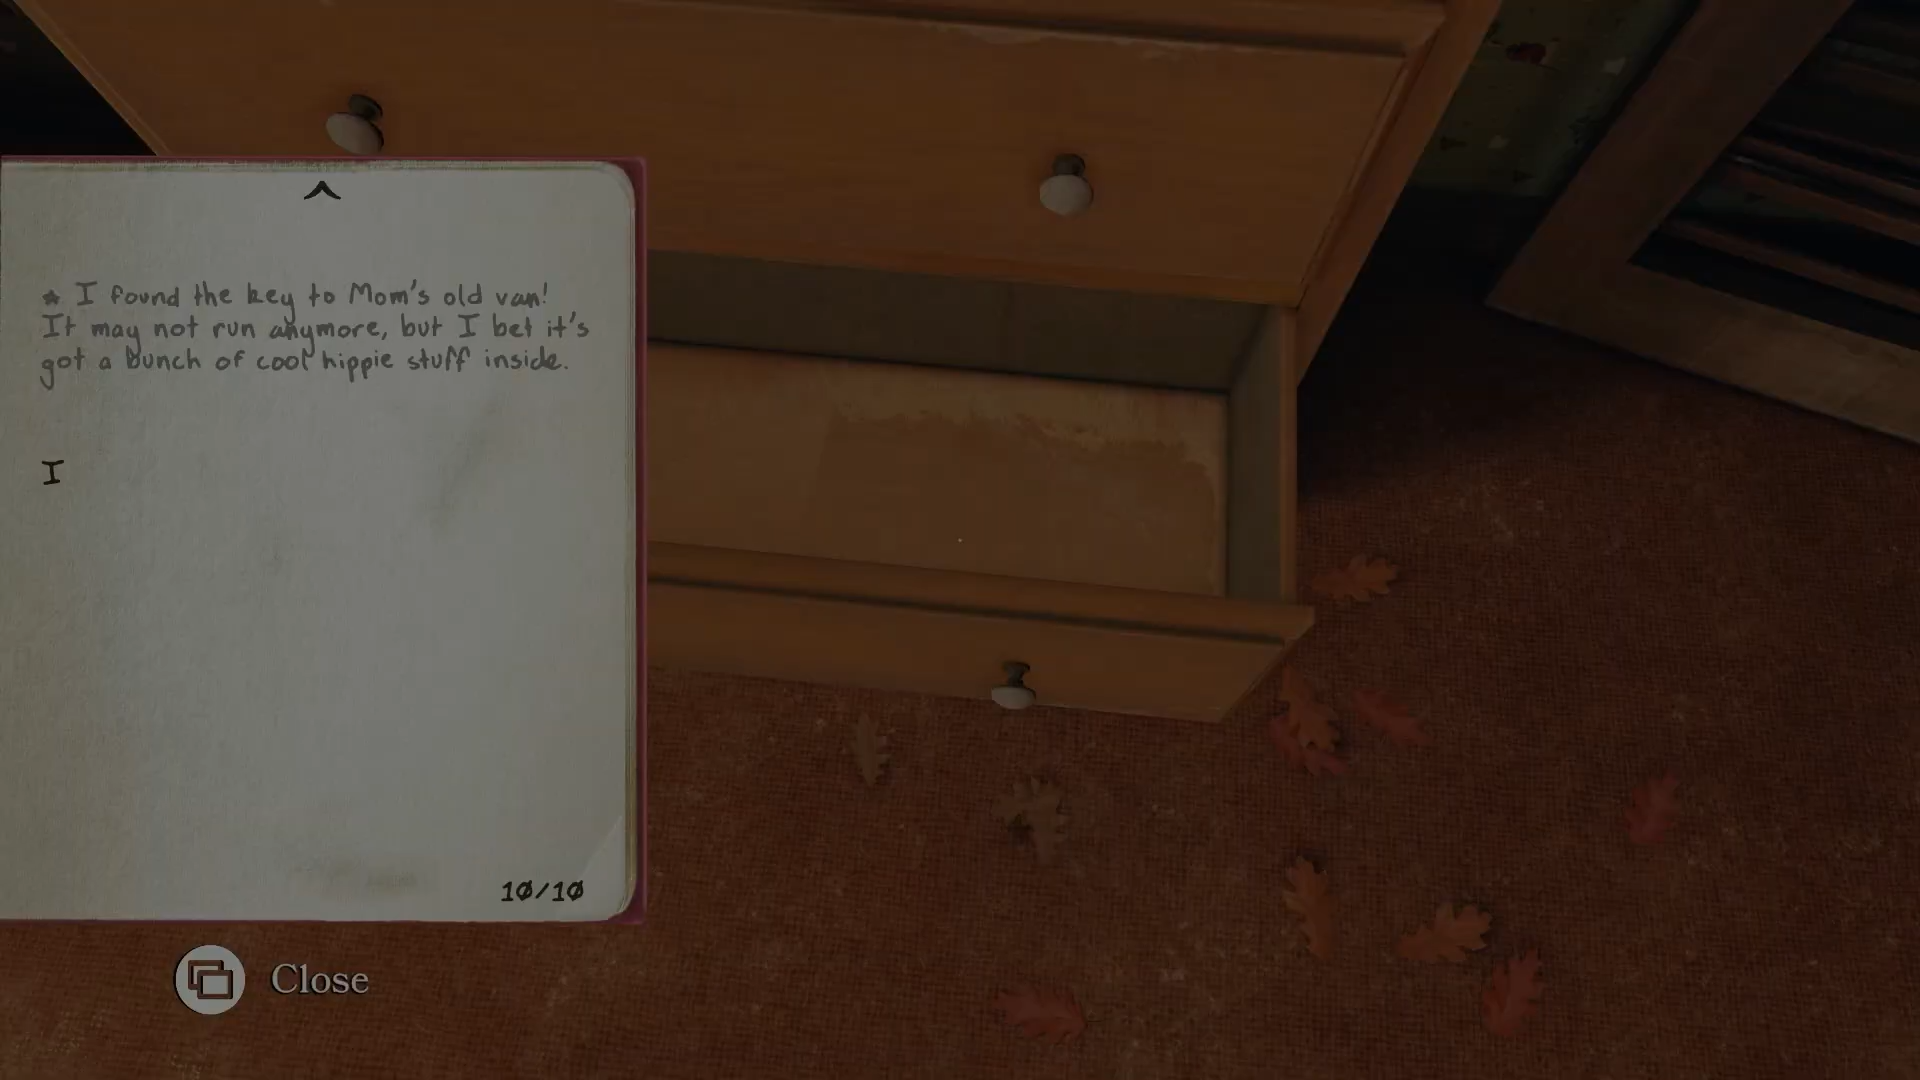 ★ I found the key to Mom's old van!
It may not run anymore, but I bet it's
got a bunch of cool hippie stuff inside.
I
10/10
Close